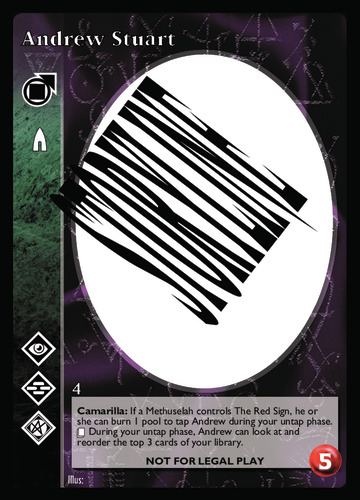 Andrew Stuart
4
Camarilla: If a Methuselah controls The Red Sign, he or
she can burn 1 pool to tap Andrew during your untap phase.
During your untap phase, Andrew can look at and
reorder the top 3 cards of your library.
NOT FOR LEGAL PLAY
5
Illus: